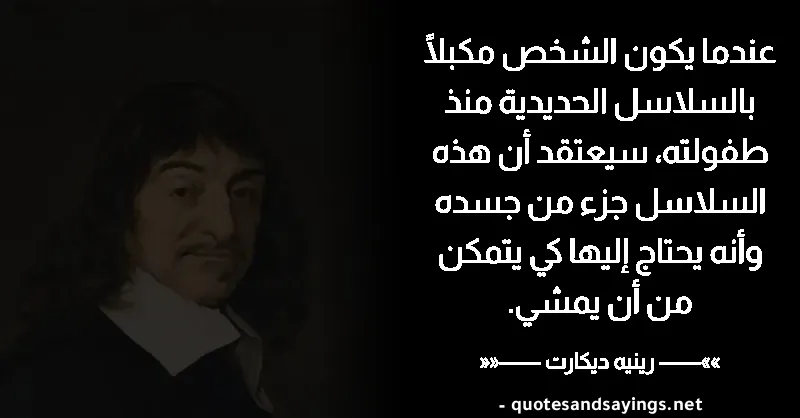 عندما يكون الشخص مكبلاً
بالسلاسل الحديدية منذ
طفولته، سيعتقد أن هذه
السلاسل جزء من جسده
وأنه يحتاج إليها كي يتمكن
من أن يمشي.
»»—— رينيه ديكارت ——««
- quotesandsayings.net